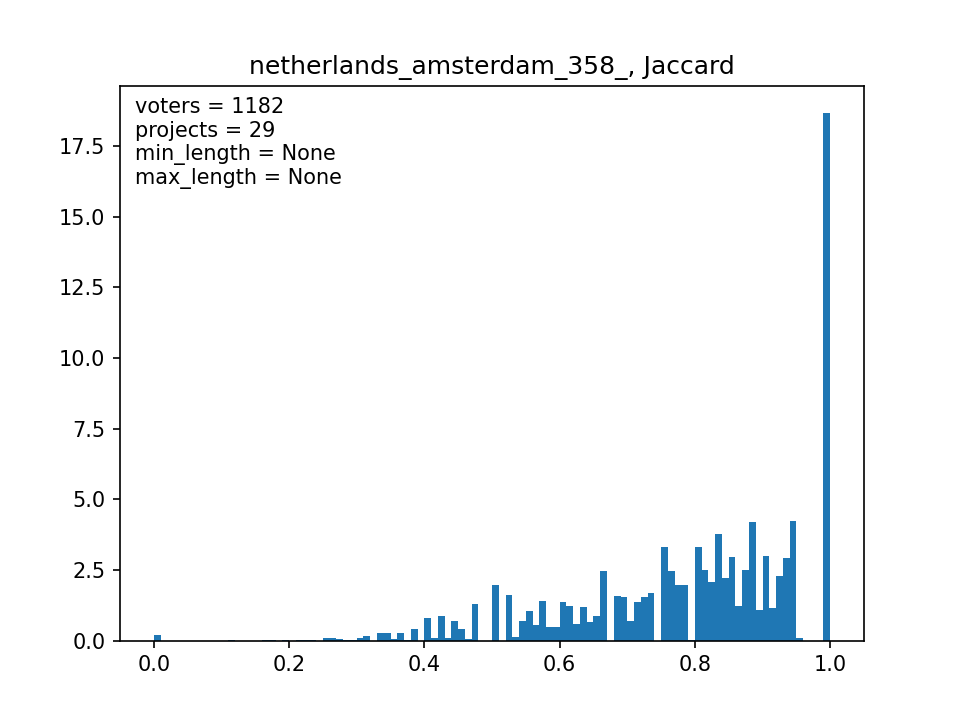 netherlands_amsterdam_358_, Jaccard
voters = 1182
projects = 29
min_length = None
max_length = None
17.5
15.0
12.5
10.0
7.5
5.0
2.5
0.0
0.0 0.2 0.4 0.6 0.8 1.0